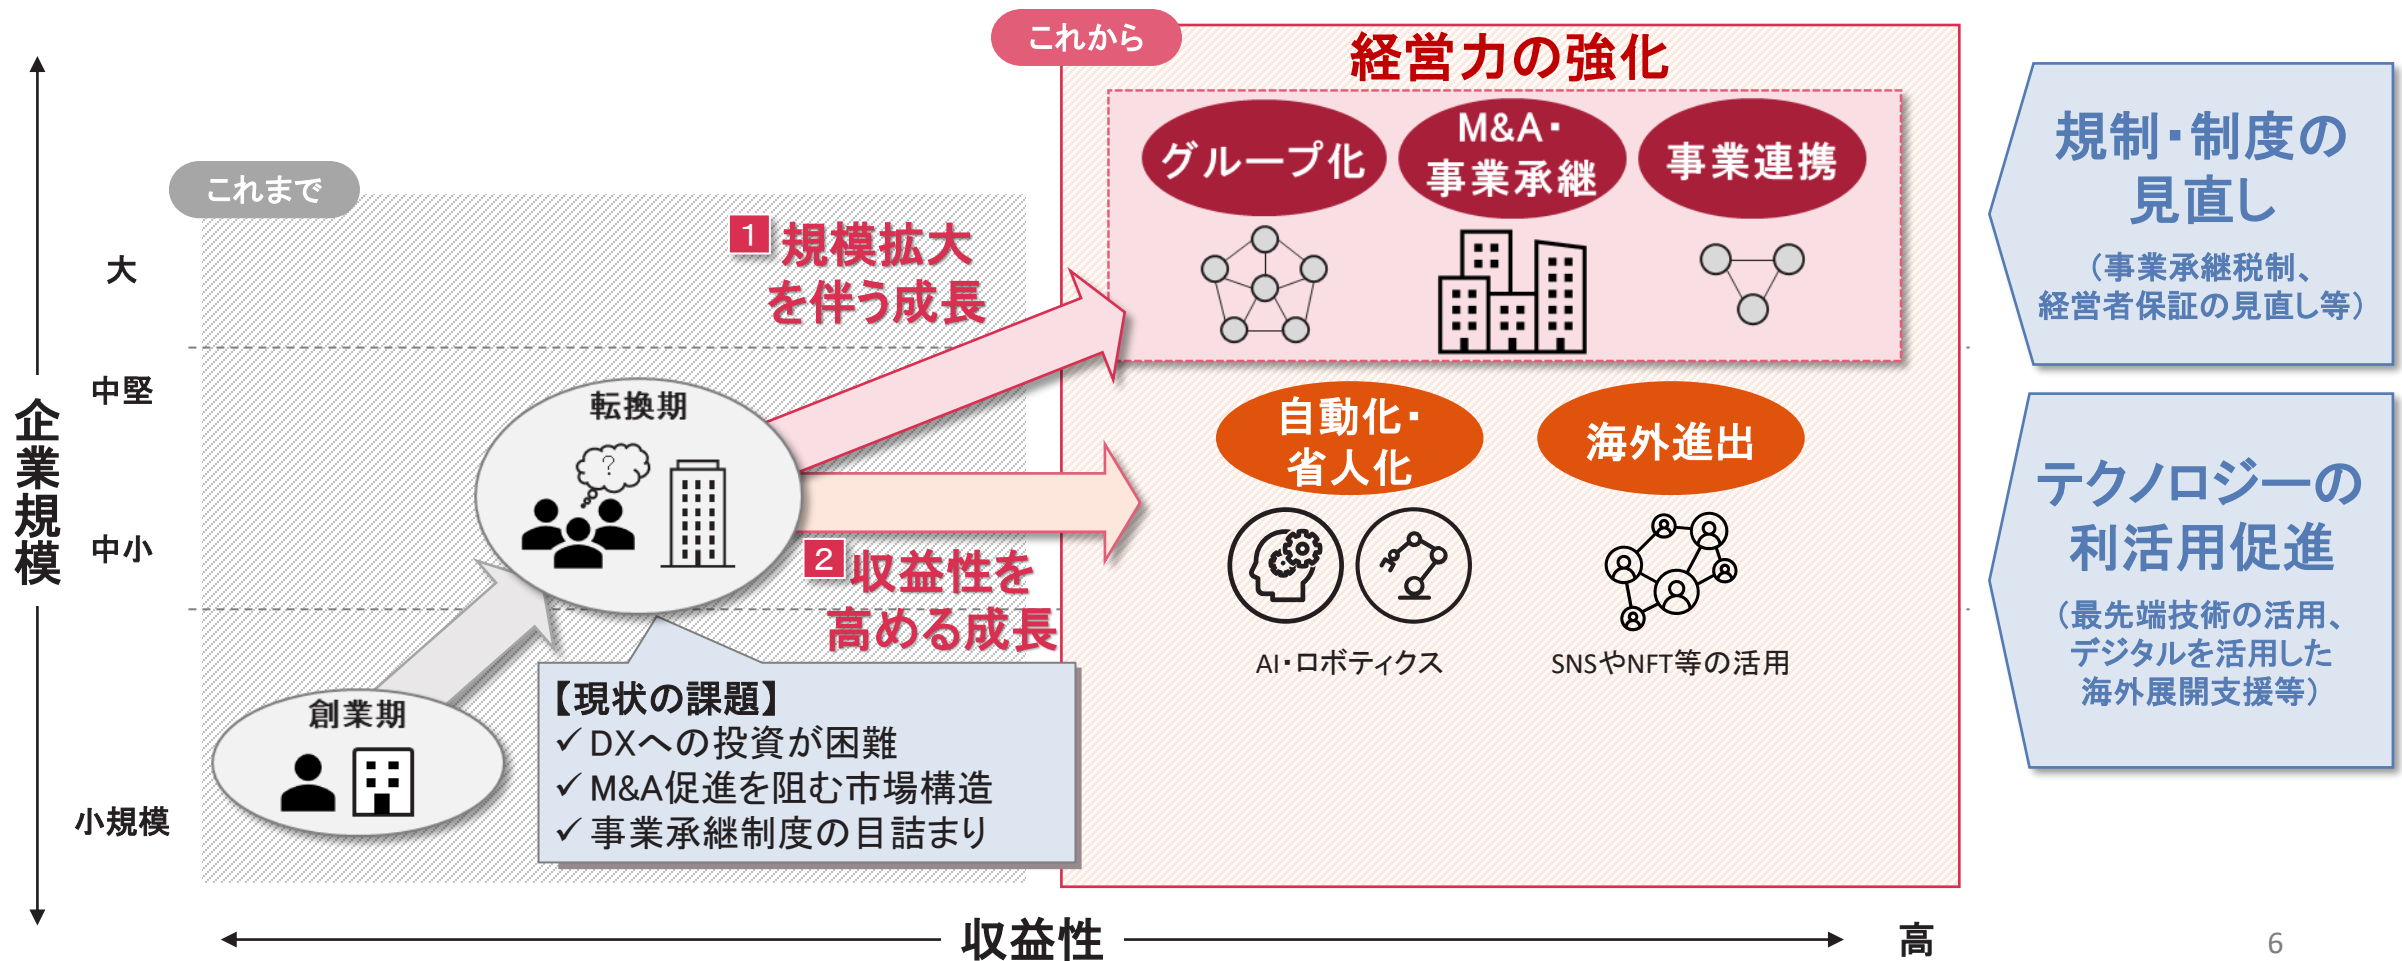 これから
経営力の強化
グループ化
M&A・
事業承継
事業連携
これまで
1 規模拡大
を伴う成長
企業規模
大
中堅
中小
小規模
転換期
?
自動化・
省人化
海外進出
2 収益性を
高める成長
AI・ロボティクス
SNSやNFT等の活用
創業期
【現状の課題】
✓ DXへの投資が困難
✓ M&A促進を阻む市場構造
✓ 事業承継制度の目詰まり
規制・制度の
見直し
（事業承継税制、
経営者保証の見直し等）
テクノロジーの
利活用促進
（最先端技術の活用、
デジタルを活用した
海外展開支援等）
収益性
高
6